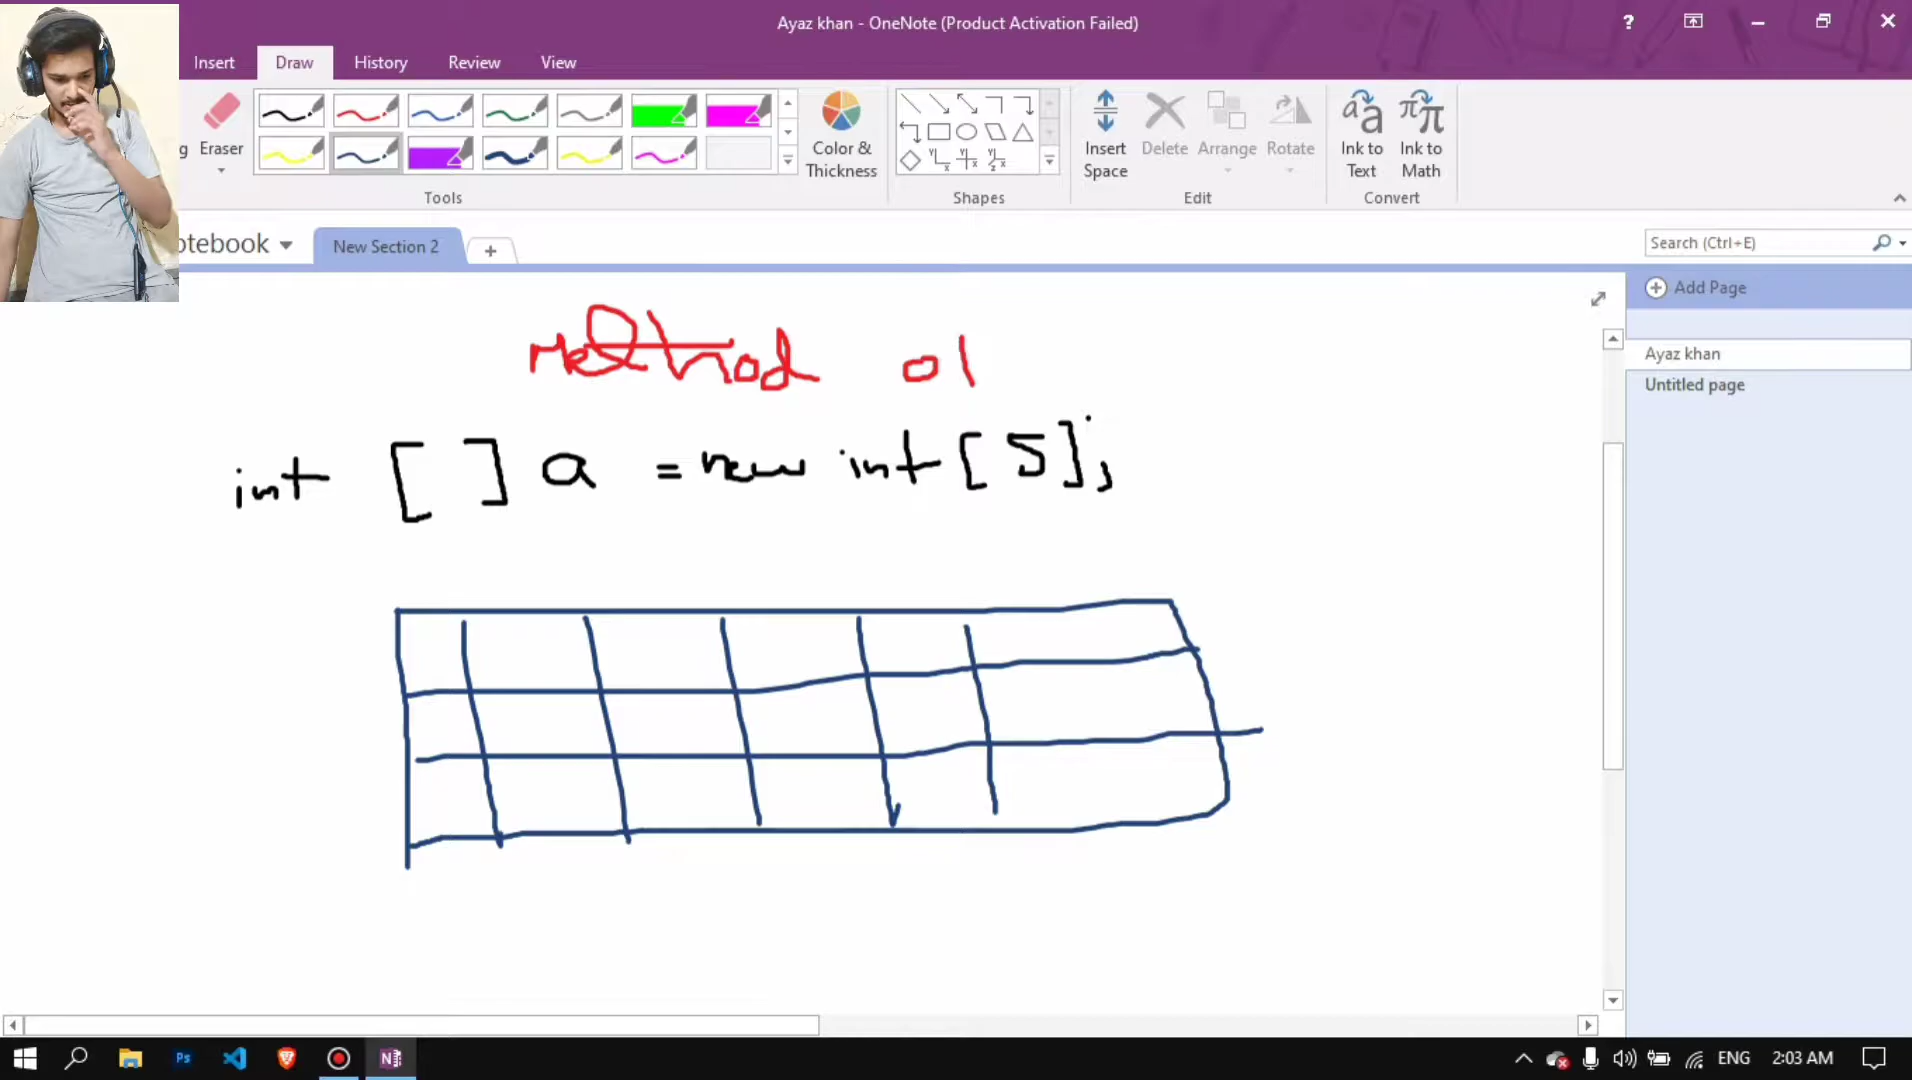 Ayaz khan - OneNote (Product Activation Failed)
?
Insert Draw History Review View
Eraser
Color & Thickness
Insert Space
Delete
Arrange
Rotate
Ink to Text
Ink to Math
Tools Shapes Edit Convert
otebook New Section 2 +
Search (Ctrl+E)
Add Page
Ayaz khan
Untitled page
Method 01
int [ ] a = new int [5];
Ps
N
ENG 2:03 AM